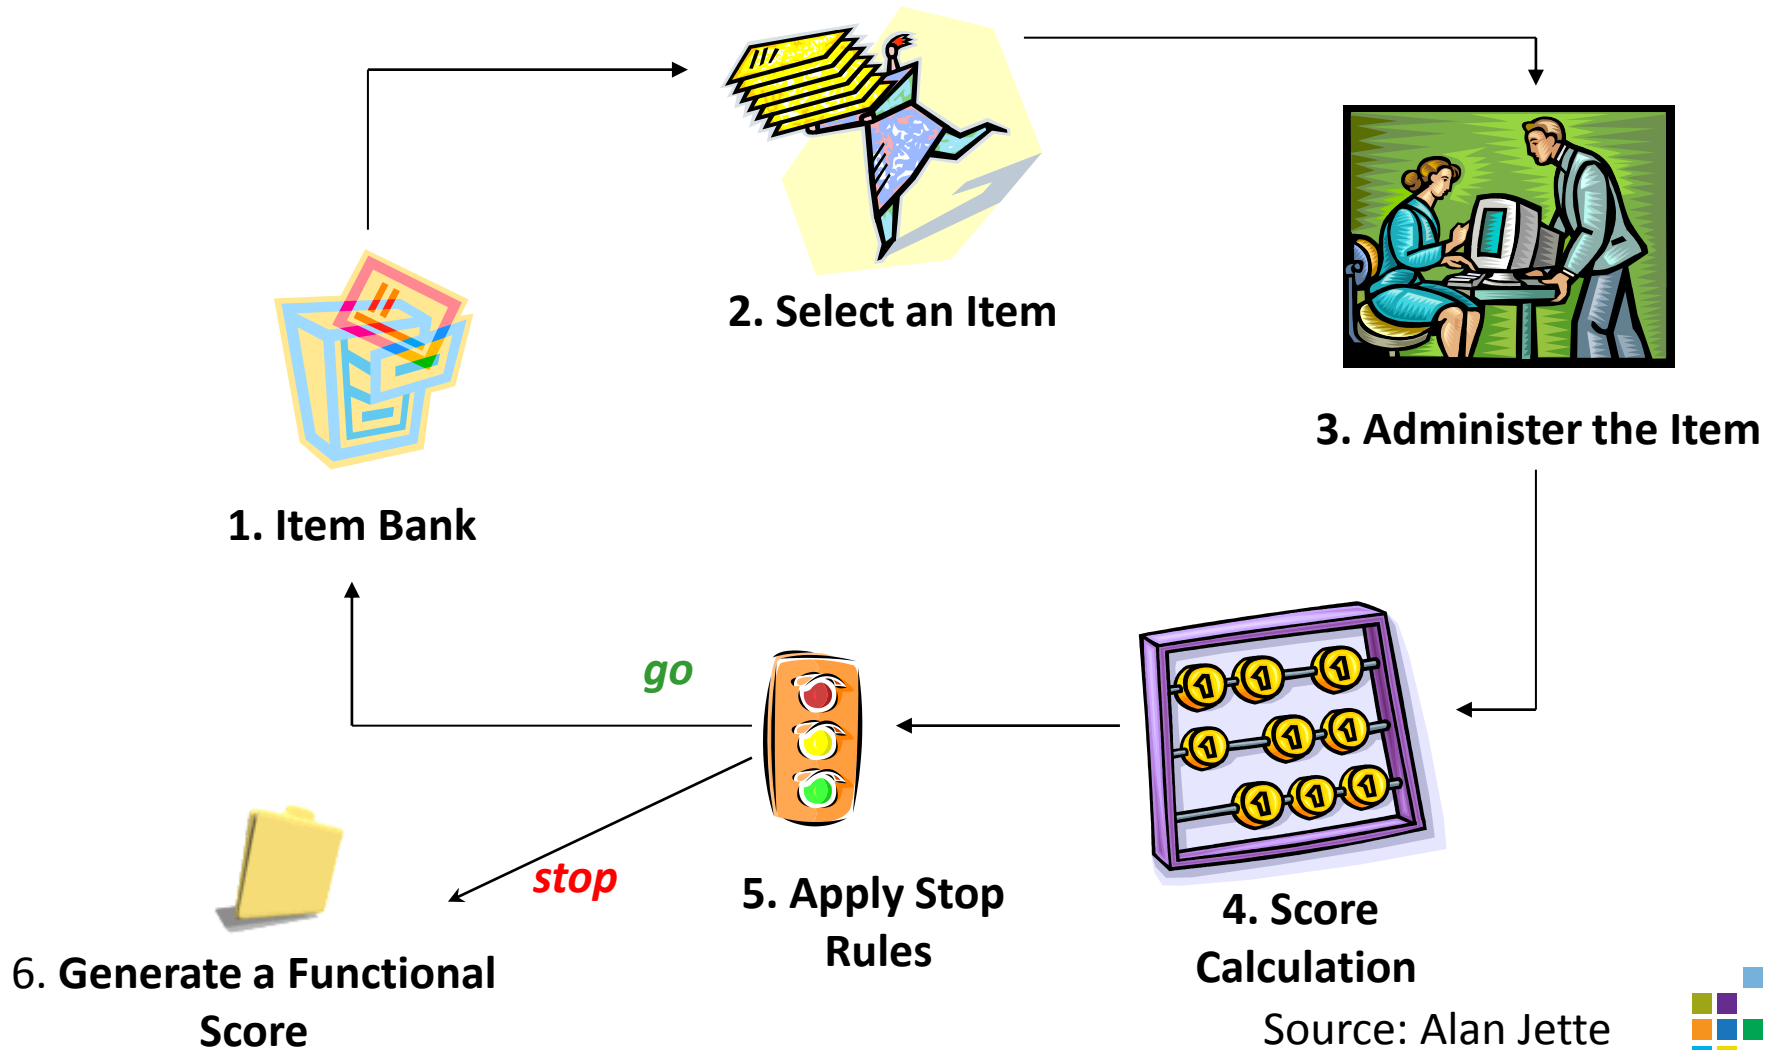 2. Select an Item
3. Administer the Item
1. Item Bank
go
stop
5. Apply Stop
Rules
4. Score
Calculation
6. Generate a Functional
Score
Source: Alan Jette